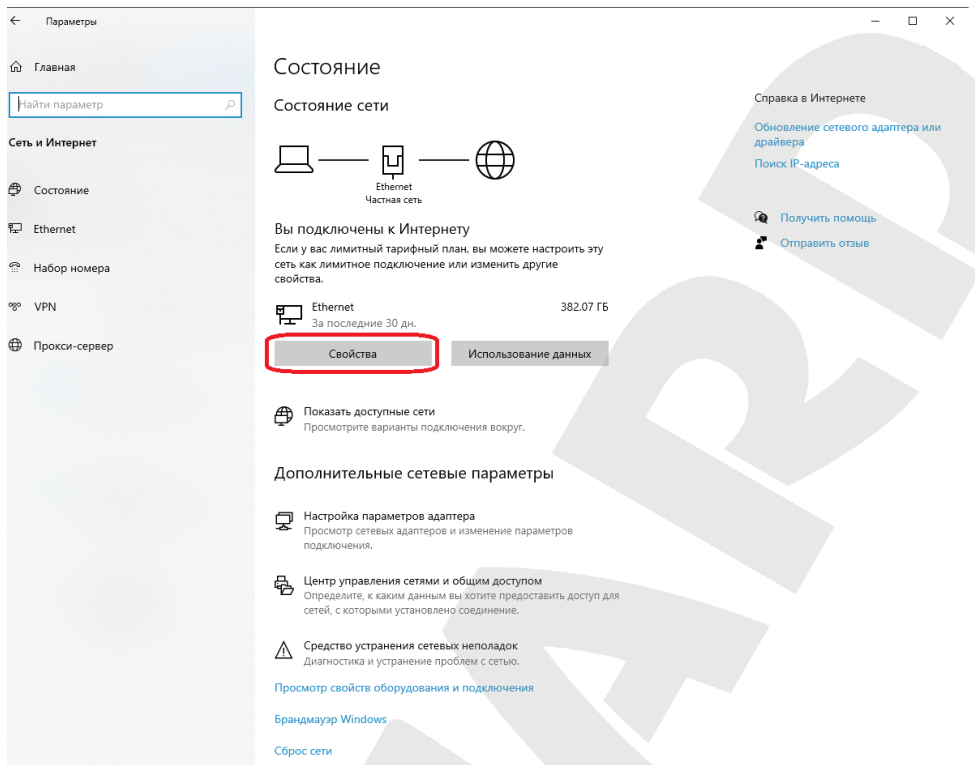 Параметры
Главная
Найти параметр
Сеть и Интернет
Состояние
Ethernet
Набор номера
VPN
Прокси-сервер
Состояние
Состояние сети
Ethernet
Частная сеть
Вы подключены к Интернету
Если у вас лимитный тарифный план, вы можете настроить эту
сеть как лимитное подключение или изменить другие
свойства.
Ethernet
За последние 30 дн.
382.07 ГБ
Свойства
Использование данных
Показать доступные сети
Просмотрите варианты подключения вокруг.
Дополнительные сетевые параметры
Настройка параметров адаптера
Просмотр сетевых адаптеров и изменение параметров
подключения.
Центр управления сетями и общим доступом
Определите, к каким данным вы хотите предоставить доступ для
сетей, с которыми установлено соединение.
Средство устранения сетевых неполадок
Диагностика и устранение проблем с сетью.
Просмотр свойств оборудования и подключения
Брандмауэр Windows
Сброс сети
Справка в Интернете
Обновление сетевого адаптера или
драйвера
Поиск IP-адреса
Получить помощь
Отправить отзыв
ARD